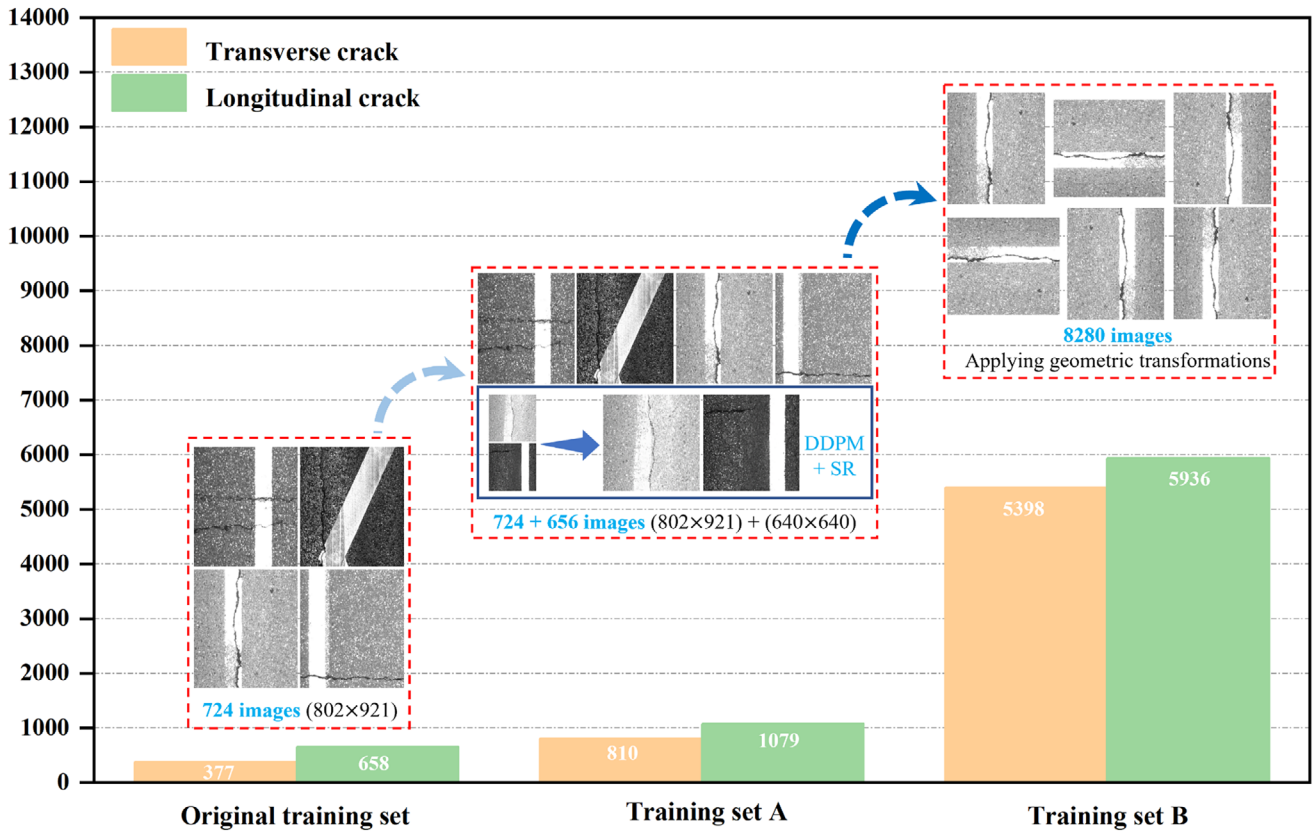 14000
13000
12000
11000
10000
9000
8000
7000
6000
5000
4000
3000
2000
1000
0
Transverse crack
Longitudinal crack
724 images (802×921)
DDPM
+ SR
724 + 656 images (802×921) + (640×640)
8280 images
Applying geometric transformations
377
658
810
1079
5398
5936
Original training set
Training set A
Training set B